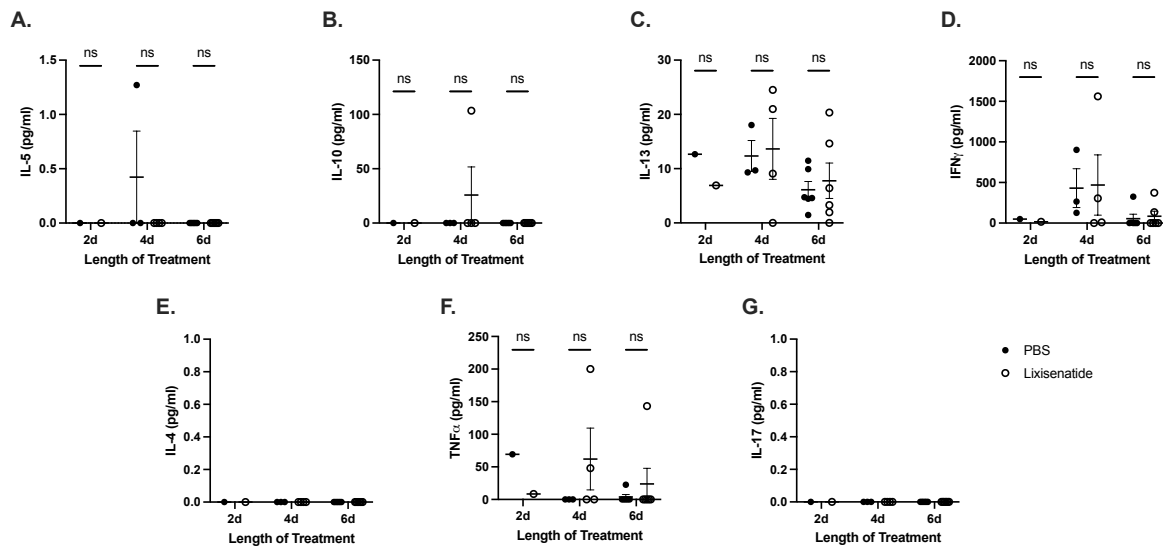 A.
B.
C.
D.
ns ns ns
1.5
1.0
0.5
0.0
IL-5 (pg/ml)
2d 4d 6d
Length of Treatment
ns ns ns
150
100
50
0
IL-10 (pg/ml)
2d 4d 6d
Length of Treatment
ns ns ns
30
20
10
0
IL-13 (pg/ml)
2d 4d 6d
Length of Treatment
ns ns ns
2000
1500
1000
500
0
IFNγ (pg/ml)
2d 4d 6d
Length of Treatment
E.
F.
G.
1.0
0.8
0.6
0.4
0.2
0.0
IL-4 (pg/ml)
2d 4d 6d
Length of Treatment
ns ns ns
250
200
150
100
50
0
TNFα (pg/ml)
2d 4d 6d
Length of Treatment
1.0
0.8
0.6
0.4
0.2
0.0
IL-17 (pg/ml)
2d 4d 6d
Length of Treatment
PBS
Lixisenatide